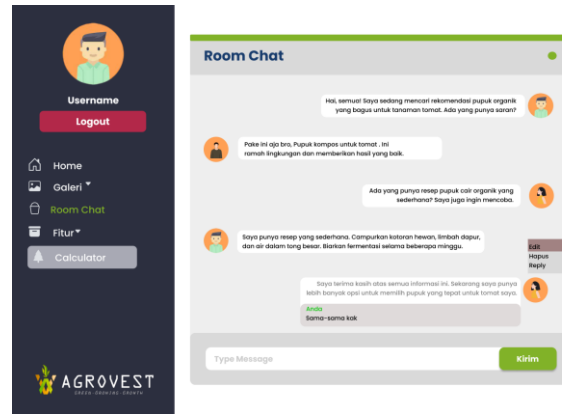 Username
Logout
Home
Galeri
Room Chat
Fitur
Calculator
AGROVEST
GREEN GROWING GROWTH
Room Chat
Hai, semua! Saya sedang mencari rekomendasi pupuk organik
yang bagus untuk tanaman tomat. Ada yang punya saran?
Pake ini aja bro, Pupuk kompos untuk tomat . Ini
ramah lingkungan dan memberikan hasil yang baik.
Ada yang punya resep pupuk cair organik yang
sederhana? Saya juga ingin mencoba.
Saya punya resep yang sederhana. Campurkan kotoran hewan, limbah dapur,
dan air dalam tong besar. Biarkan fermentasi selama beberapa minggu.
Edit
Hapus
Reply
Saya terima kasih atas semua informasi ini. Sekarang saya punya
lebih banyak opsi untuk memilih pupuk yang tepat untuk tomat saya.
Anda
Sama-sama kak
Type Message
Kirim